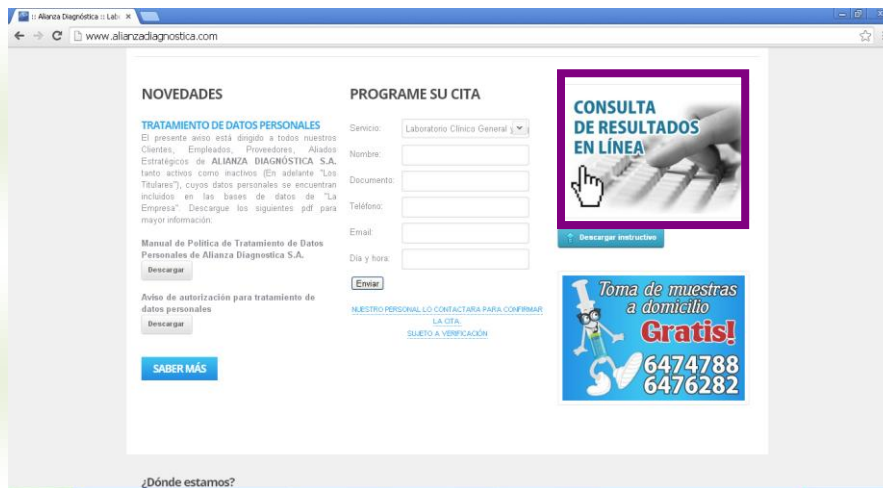 :: Alianza Diagnóstica :: Lab
www.alianzadiagnostica.com
NOVEDADES
TRATAMIENTO DE DATOS PERSONALES
El presente aviso está dirigido a todos nuestros
Clientes, Empleados, Proveedores, Aliados
Estratégicos de ALIANZA DIAGNÓSTICA S.A.
tanto activos como inactivos (En adelante "Los
Titulares"), cuyos datos personales se encuentran
incluidos en las bases de datos de "La
Empresa". Descargue los siguientes pdf para
mayor información:
Manual de Política de Tratamiento de Datos
Personales de Alianza Diagnostica S.A.
Descargar
Aviso de autorización para tratamiento de
datos personales
Descargar
SABER MÁS
PROGRAME SU CITA
Servicio: Laboratorio Clínico General y
Nombre:
Documento:
Teléfono:
Email:
Día y hora:
Enviar
NUESTRO PERSONAL LO CONTACTARA PARA CONFIRMAR
LA CITA.
SUJETO A VERIFICACIÓN
CONSULTA
DE RESULTADOS
EN LÍNEA
Descargar instructivo
Toma de muestras
a domicilio
Gratis!
6474788
6476282
¿Dónde estamos?